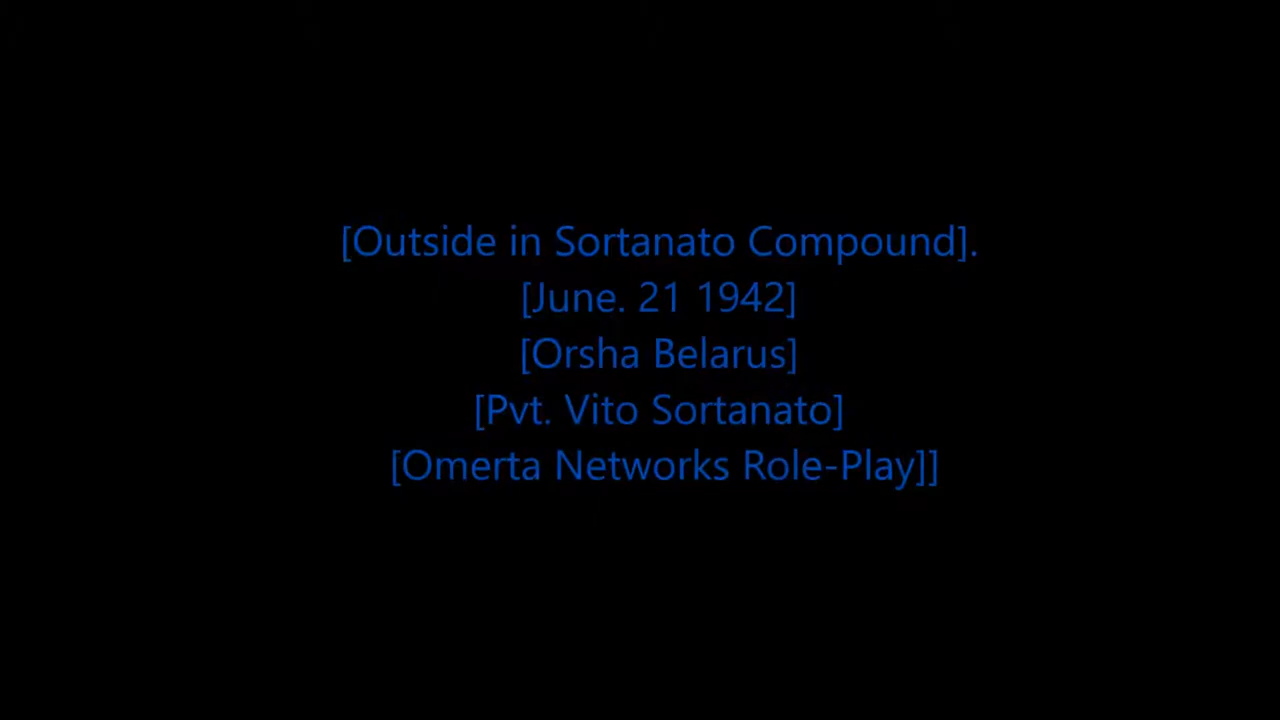 [Outside in Sortanato Compound].
[June. 21 1942]
[Orsha Belarus]
[Pvt. Vito Sortanato]
[Omerta Networks Role-Play]]